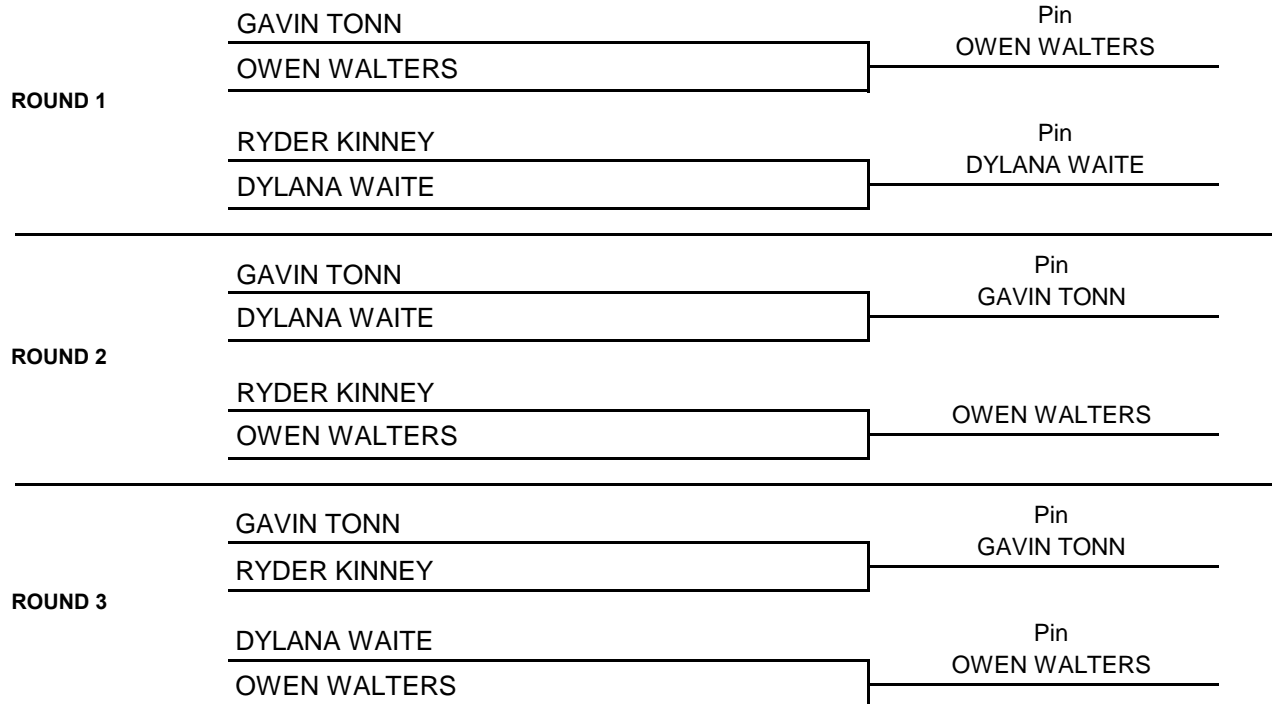 GAVIN TONN
Pin
OWEN WALTERS
OWEN WALTERS
ROUND 1
RYDER KINNEY
Pin
DYLANA WAITE
DYLANA WAITE
GAVIN TONN
Pin
GAVIN TONN
DYLANA WAITE
ROUND 2
RYDER KINNEY
OWEN WALTERS
OWEN WALTERS
GAVIN TONN
Pin
GAVIN TONN
RYDER KINNEY
ROUND 3
DYLANA WAITE
Pin
OWEN WALTERS
OWEN WALTERS